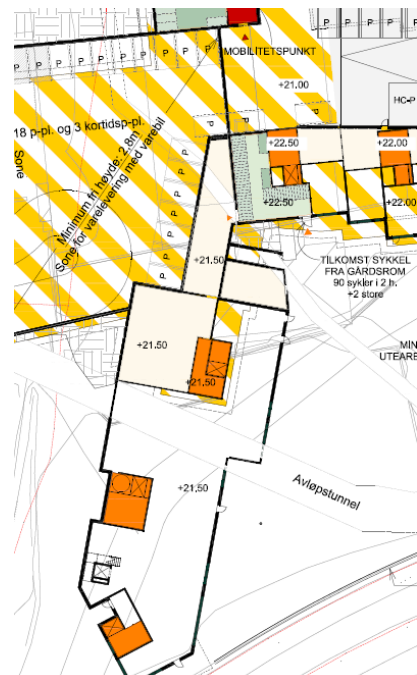 P P P P
MOBILITETSPUNKT
P P P P P P P P
+21.00
HC-P
18 p-pl. og 3 kortidsp-pl.
Sone
Minimum fri høyde: 2.8m
Sone for varelevering med varebil
P
P
P
P
P
P
P
+22.50
+22.00
+22.50
+22.00
+21.50
TILKOMST SYKKEL
FRA GÅRDSROM
90 sykler i 2 h.
+2 store
MIN
UTEARE
+21.50
+21,50
Avløpstunnel
+21,50